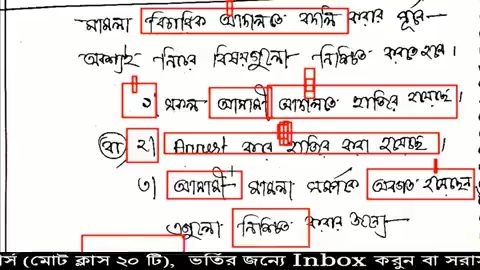 মামলা বিচারিক আদালতে বদলি করার পূর্বে
অবশ্যই নিম্নের বিষয়গুলো নিশ্চিত করতে হবে।
১) সকল আসামী আদালতে হাজির হয়েছে।
বা ২) Arrest করে হাজির করা হয়েছে।
৩) আসামী মামলা সম্পর্কে অবগত হয়েছেন
এগুলো নিশ্চিত করার জন্যে
র্স (মোট ক্লাস ২০ টি), ভর্তির জন্যে Inbox করুন বা সরাস